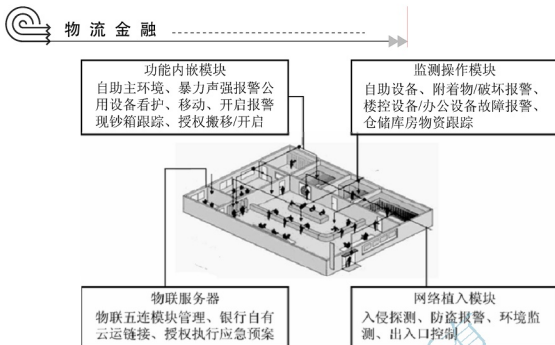 物流金融
功能内嵌模块
自助主环境、暴力声强报警公
用设备看护、移动、开启报警
现钞箱跟踪、授权搬移/开启
监测操作模块
自助设备、附着物/破坏报警、
楼控设备/办公设备故障报警、
仓储库房物资跟踪
物联服务器
物联五连模块管理、银行自有
云运链接、授权执行应急预案
网络植入模块
入侵探测、防盗报警、环境监
测、出入口控制